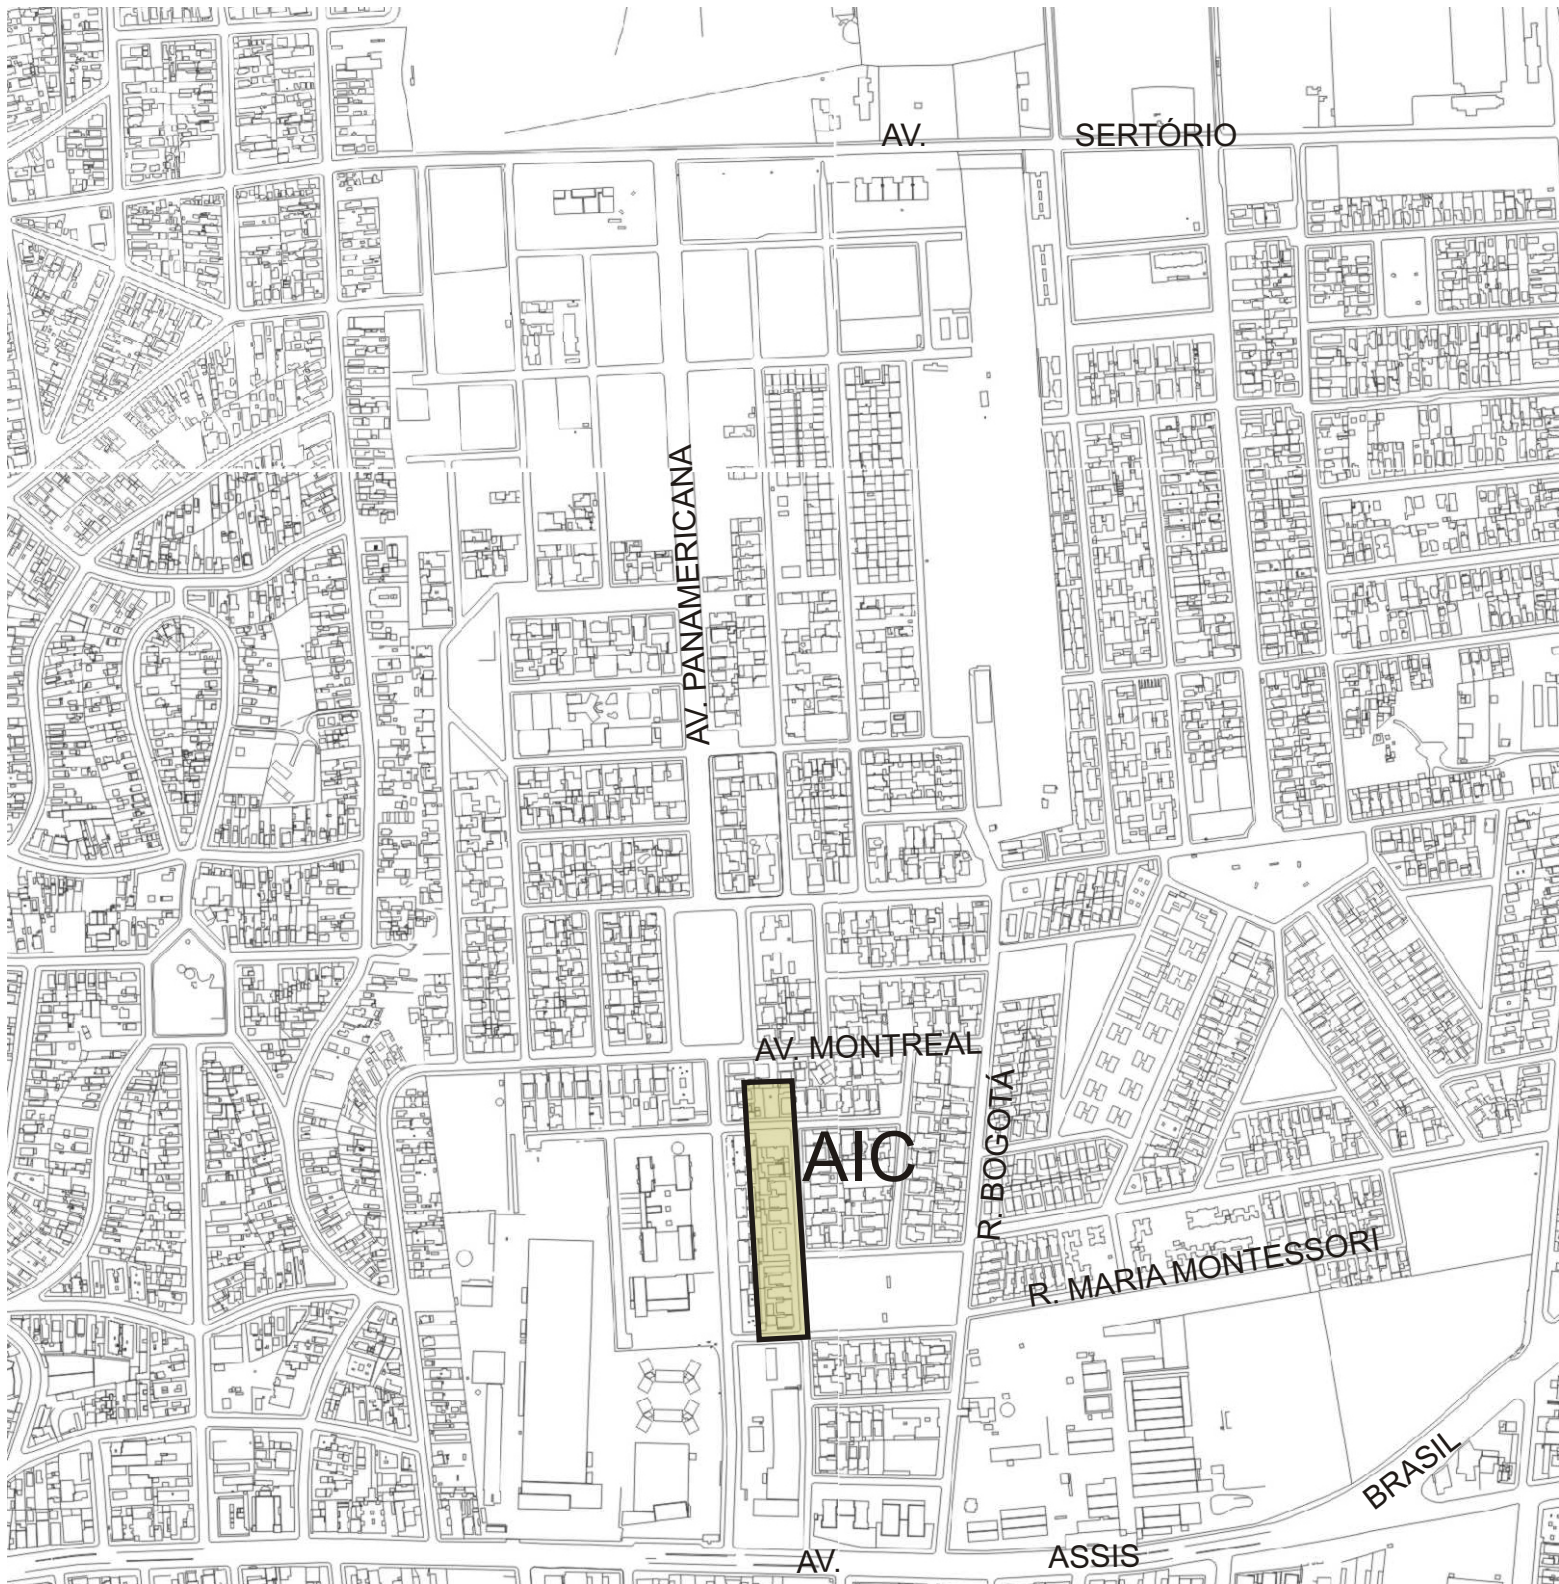 AV. SERTÓRIO
AV. PANAMERICANA
AV. MONTREAL
R. BOGOTÁ
AIC
R. MARIA MONTESSORI
AV. ASSIS BRASIL